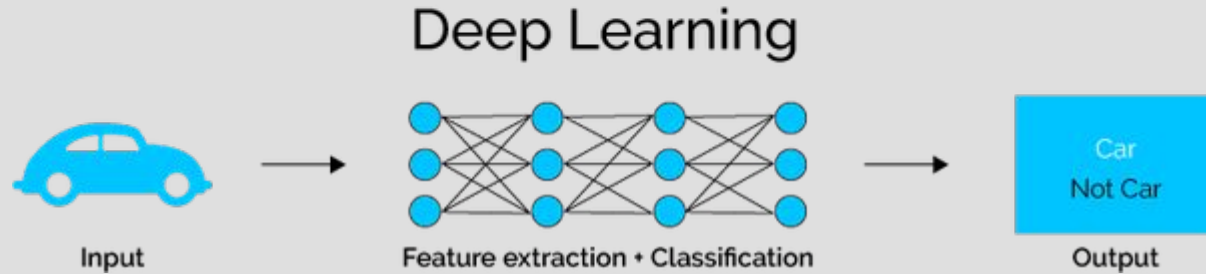 Deep Learning
Car
Not Car
Input
Feature extraction + Classification
Output